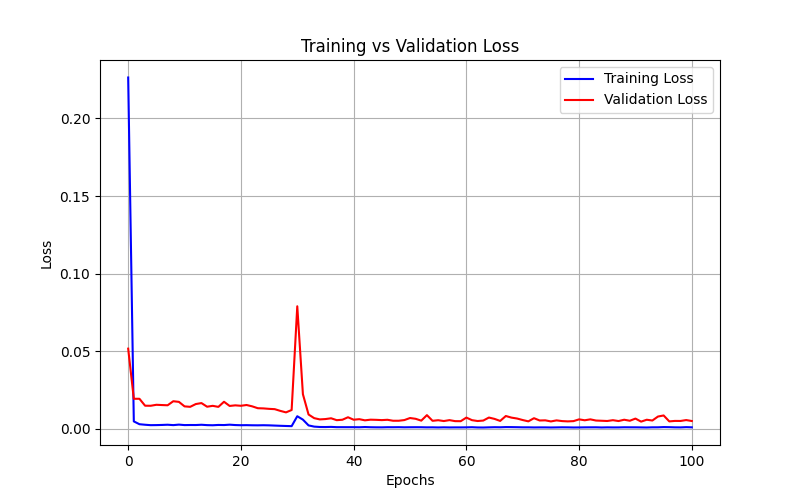 Training vs Validation Loss
Training Loss
Validation Loss
0.20
0.15
0.10
0.05
0.00
Loss
0 20 40 60 80 100
Epochs